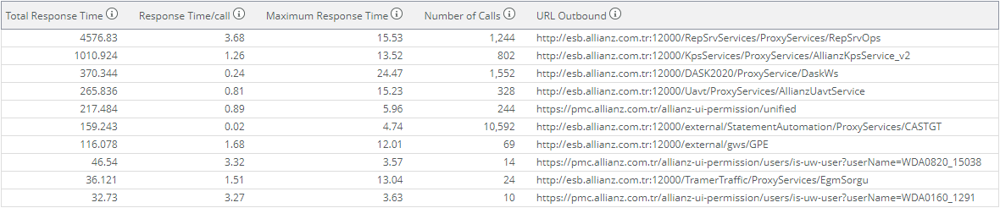 Total Response Time Response Time/call Maximum Response Time Number of Calls URL Outbound
4576.83 3.68 15.53 1,244 http://esb.allianz.com.tr:12000/RepSrvServices/ProxyServices/RepSrvOps
1010.924 1.26 13.52 802 http://esb.allianz.com.tr:12000/KpsServices/ProxyServices/AllianzKpsService_v2
370.344 0.24 24.47 1,552 http://esb.allianz.com.tr:12000/DASK2020/ProxyService/DaskWs
265.836 0.81 15.23 328 http://esb.allianz.com.tr:12000/Uavt/ProxyServices/AllianzUavtService
217.484 0.89 5.96 244 https://pmc.allianz.com.tr/allianz-ui-permission/unified
159.243 0.02 4.74 10,592 http://esb.allianz.com.tr:12000/external/StatementAutomation/ProxyServices/CASTGT
116.078 1.68 12.01 69 http://esb.allianz.com.tr:12000/external/gws/GPE
46.54 3.32 3.57 14 https://pmc.allianz.com.tr/allianz-ui-permission/users/is-uw-user?userName=WDA0820_15038
36.121 1.51 13.04 24 http://esb.allianz.com.tr:12000/TramerTraffic/ProxyServices/EgmSorgu
32.73 3.27 3.63 10 https://pmc.allianz.com.tr/allianz-ui-permission/users/is-uw-user?userName=WDA0160_1291